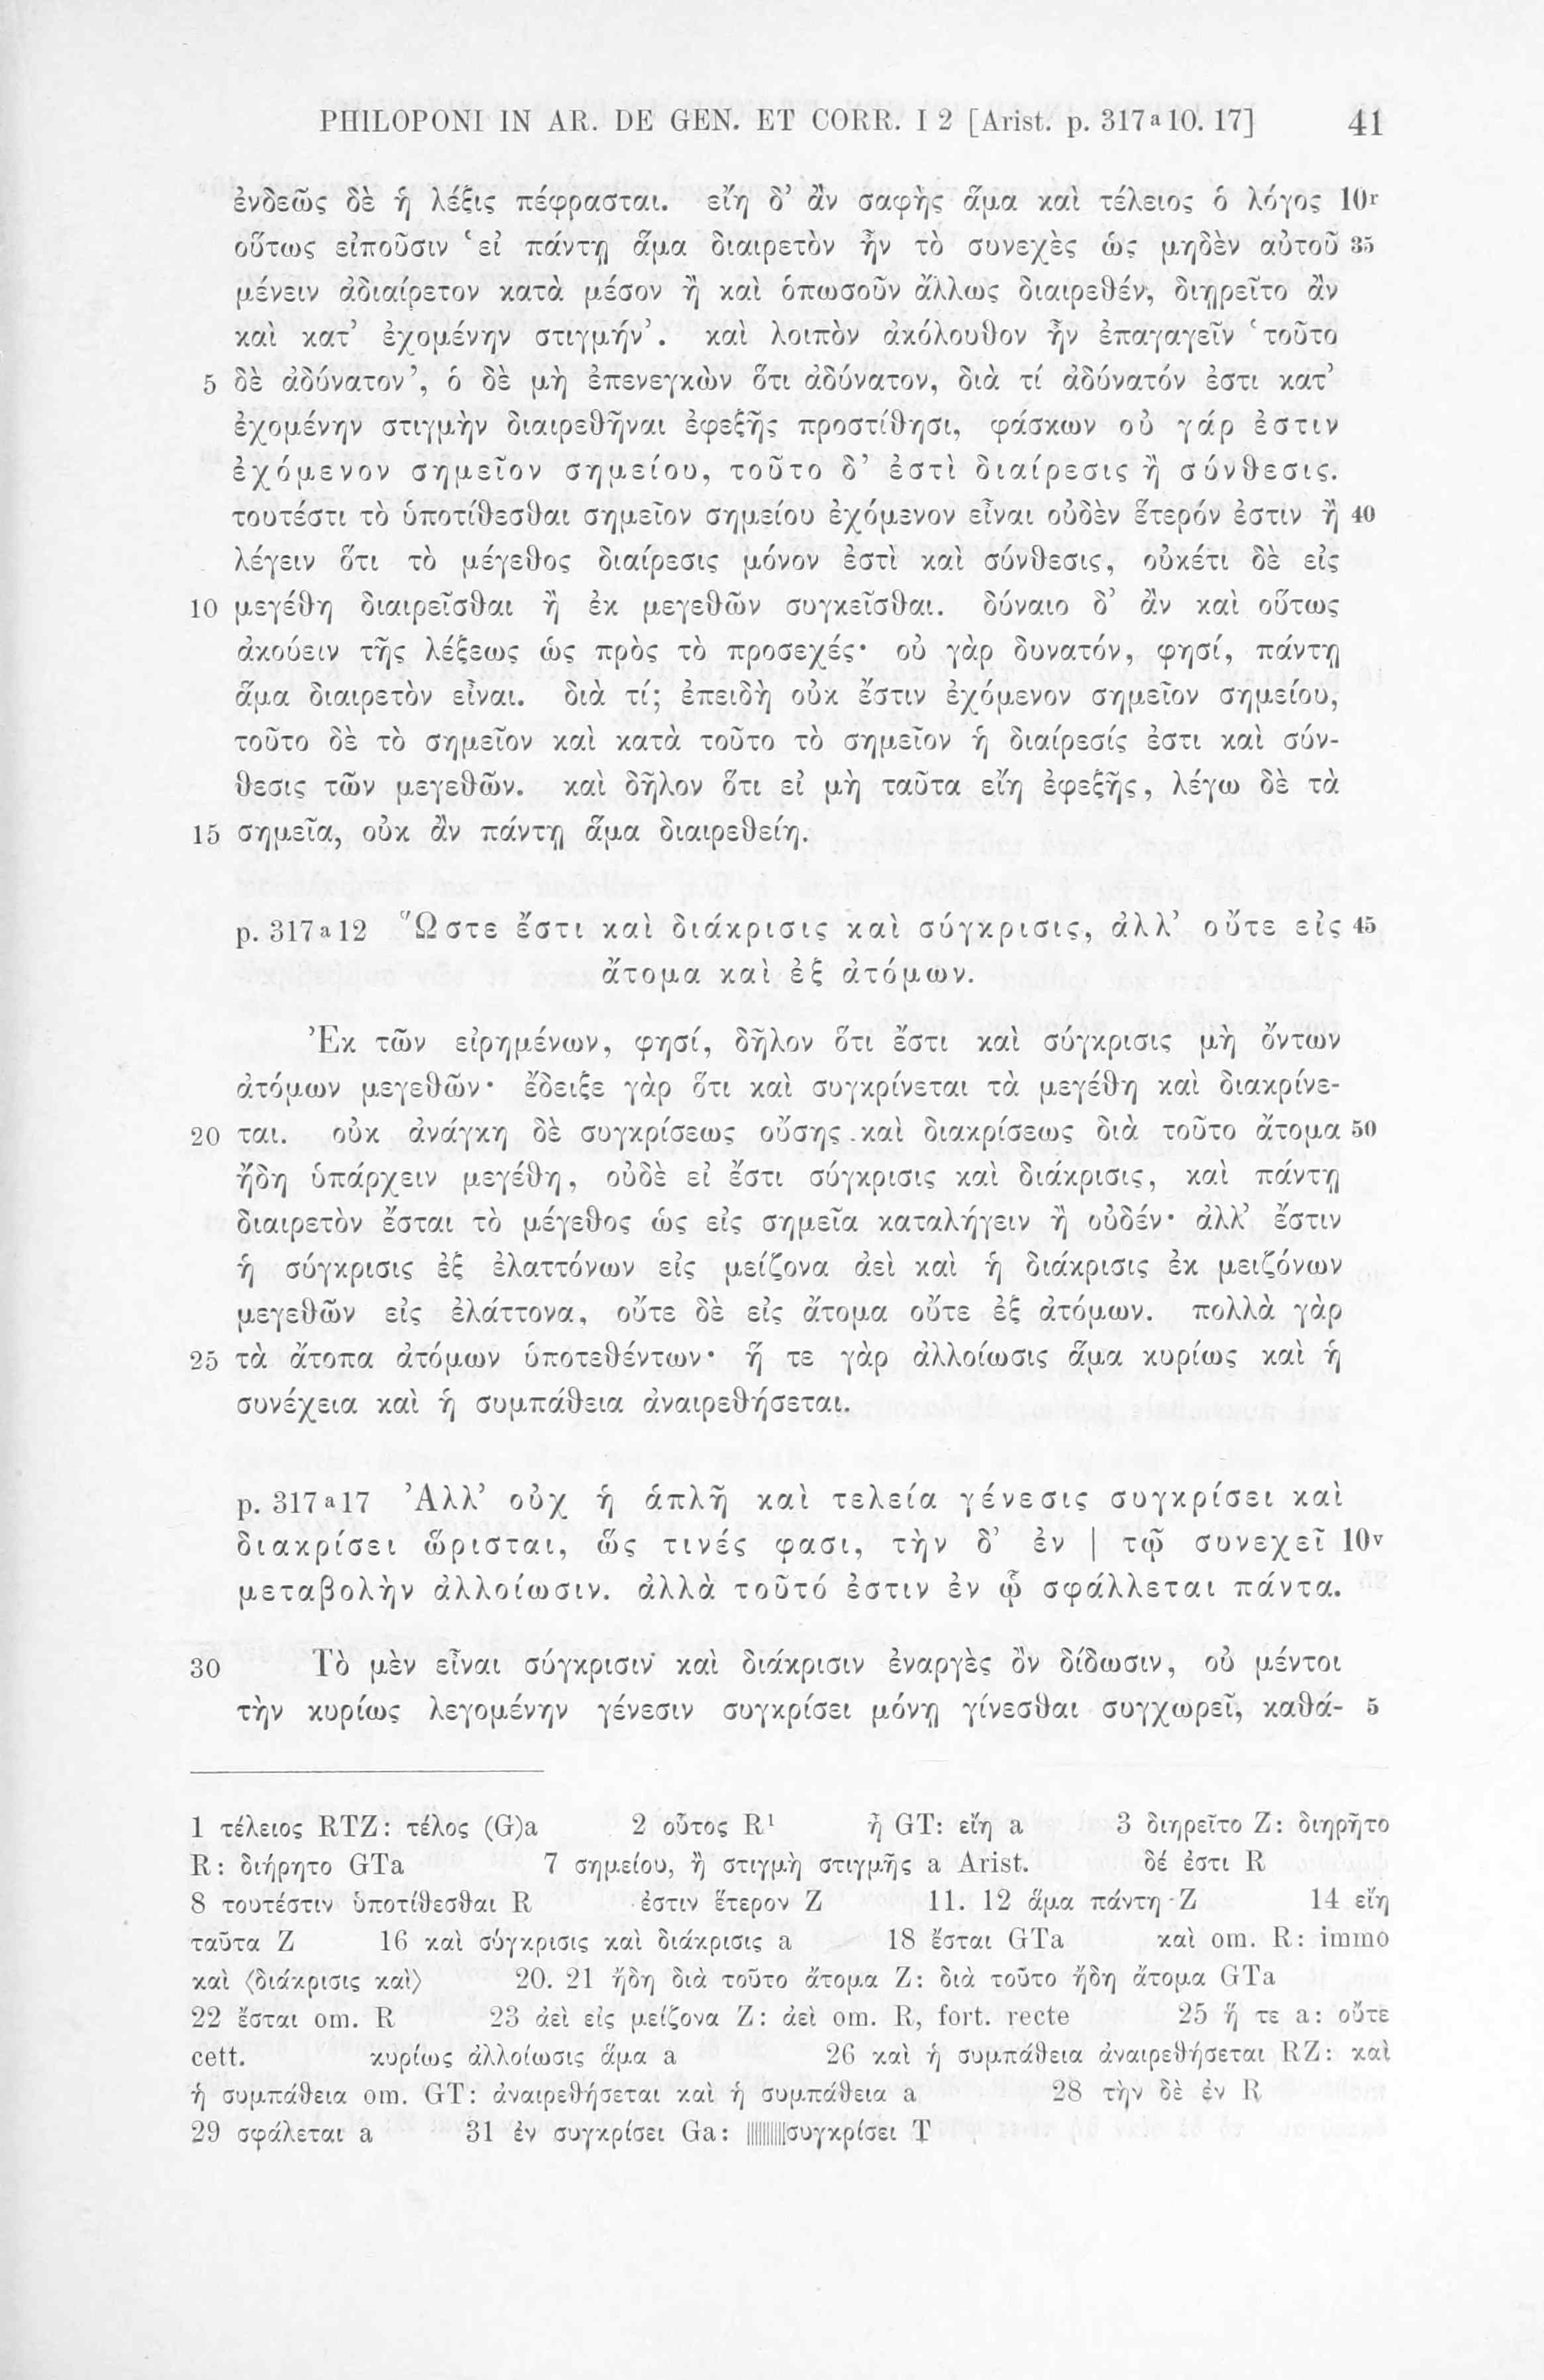 PHILOPONI IN AR. DE GEN. ET CORR. I 2 [Arist. p. 317a10. 17] 41
ἐνδεῶς δὲ ἡ λέξις πέφρασται. εἴη δ’ ἂν σαφὴς ἅμα καὶ τέλειος ὁ λόγος 10r
οὕτως εἰποῦσιν ‘εἰ πάντῃ ἅμα διαιρετὸν ἦν τὸ συνεχὲς ὡς μηδὲν αὐτοῦ 35
μένειν ἀδιαίρετον κατὰ μέσον ἢ καὶ ὁπωσοῦν ἄλλως διαιρεθέν, διῃρεῖτο ἂν
καὶ κατ’ ἐχομένην στιγμήν’. καὶ λοιπὸν ἀκόλουθον ἦν ἐπαγαγεῖν ‘τοῦτο
5 δὲ ἀδύνατον’, ὁ δὲ μὴ ἐπενεγκὼν ὅτι ἀδύνατον, διὰ τί ἀδύνατόν ἐστι κατ’
ἐχομένην στιγμὴν διαιρεθῆναι ἐφεξῆς προστίθησι, φάσκων οὐ γάρ ἐστιν
ἐχόμενον σημεῖον σημείου, τοῦτο δ’ ἐστὶ διαίρεσις ἢ σύνθεσις.
τουτέστι τὸ ὑποτίθεσθαι σημεῖον σημείου ἐχόμενον εἶναι οὐδὲν ἕτερόν ἐστιν ἢ 40
λέγειν ὅτι τὸ μέγεθος διαίρεσις μόνον ἐστὶ καὶ σύνθεσις, οὐκέτι δὲ εἰς
10 μεγέθη διαιρεῖσθαι ἢ ἐκ μεγεθῶν συγκεῖσθαι. δύναιο δ’ ἂν καὶ οὕτως
ἀκούειν τῆς λέξεως ὡς πρὸς τὸ προσεχές· οὐ γὰρ δυνατόν, φησί, πάντῃ
ἅμα διαιρετὸν εἶναι. διὰ τί; ἐπειδὴ οὐκ ἔστιν ἐχόμενον σημεῖον σημείου,
τοῦτο δὲ τὸ σημεῖον καὶ κατὰ τοῦτο τὸ σημεῖον ἡ διαίρεσίς ἐστι καὶ σύν-
θεσις τῶν μεγεθῶν. καὶ δῆλον ὅτι εἰ μὴ ταῦτα εἴη ἐφεξῆς, λέγω δὲ τὰ
15 σημεῖα, οὐκ ἂν πάντῃ ἅμα διαιρεθείη.
p. 317a12 Ὥστε ἔστι καὶ διάκρισις καὶ σύγκρισις, ἀλλ’ οὔτε εἰς 45
ἄτομα καὶ ἐξ ἀτόμων.
Ἐκ τῶν εἰρημένων, φησί, δῆλον ὅτι ἔστι καὶ σύγκρισις μὴ ὄντων
ἀτόμων μεγεθῶν· ἔδειξε γὰρ ὅτι καὶ συγκρίνεται τὰ μεγέθη καὶ διακρίνε-
20 ται. οὐκ ἀνάγκη δὲ συγκρίσεως οὔσης καὶ διακρίσεως διὰ τοῦτο ἄτομα 50
ἤδη ὑπάρχειν μεγέθη, οὐδὲ εἰ ἔστι σύγκρισις καὶ διάκρισις, καὶ πάντῃ
διαιρετὸν ἔσται τὸ μέγεθος ὡς εἰς σημεῖα καταλήγειν ἢ οὐδέν· ἀλλ’ ἔστιν
ἡ σύγκρισις ἐξ ἐλαττόνων εἰς μείζονα ἀεὶ καὶ ἡ διάκρισις ἐκ μειζόνων
μεγεθῶν εἰς ἐλάττονα, οὔτε δὲ εἰς ἄτομα οὔτε ἐξ ἀτόμων. πολλὰ γὰρ
25 τὰ ἄτοπα ἀτόμων ὑποτεθέντων· ἥ τε γὰρ ἀλλοίωσις ἅμα κυρίως καὶ ἡ
συνέχεια καὶ ἡ συμπάθεια ἀναιρεθήσεται.
p. 317a17 Ἀλλ’ οὐχ ἡ ἁπλῆ καὶ τελεία γένεσις συγκρίσει καὶ
διακρίσει ὥρισται, ὥς τινές φασι, τὴν δ’ ἐν | τῷ συνεχεῖ 10v
μεταβολὴν ἀλλοίωσιν. ἀλλὰ τοῦτό ἐστιν ἐν ᾧ σφάλλεται πάντα.
30 Τὸ μὲν εἶναι σύγκρισιν καὶ διάκρισιν ἐναργὲς ὂν δίδωσιν, οὐ μέντοι
τὴν κυρίως λεγομένην γένεσιν συγκρίσει μόνῃ γίνεσθαι συγχωρεῖ, καθά- 5
1 τέλειος RTZ: τέλος (G)a 2 οὗτος R¹ ἦ GT: εἴη a 3 διῃρεῖτο Z: διηρῆτο
R: διήρητο GTa 7 σημείου, ἢ στιγμὴ στιγμῆς a Arist. δέ ἐστι R
8 τουτέστιν ὑποτίθεσθαι R ἐστιν ἕτερον Z 11. 12 ἅμα πάντη Z 14 εἴη
ταῦτα Z 16 καὶ σύγκρισις καὶ διάκρισις a 18 ἔσται GTa καὶ om. R: immo
καὶ ⟨διάκρισις καὶ⟩ 20. 21 ἤδη διὰ τοῦτο ἄτομα Z: διὰ τοῦτο ἤδη ἄτομα GTa
22 ἔσται om. R 23 ἀεὶ εἰς μείζονα Z: ἀεὶ om. R, fort. recte 25 ἥ τε a: οὔτε
cett. κυρίως ἀλλοίωσις ἅμα a 26 καὶ ἡ συμπάθεια ἀναιρεθήσεται RZ: καὶ
ἡ συμπάθεια om. GT: ἀναιρεθήσεται καὶ ἡ συμπάθεια a 28 τὴν δὲ ἐν R
29 σφάλεται a 31 ἐν συγκρίσει Ga: ||||||||||συγκρίσει T